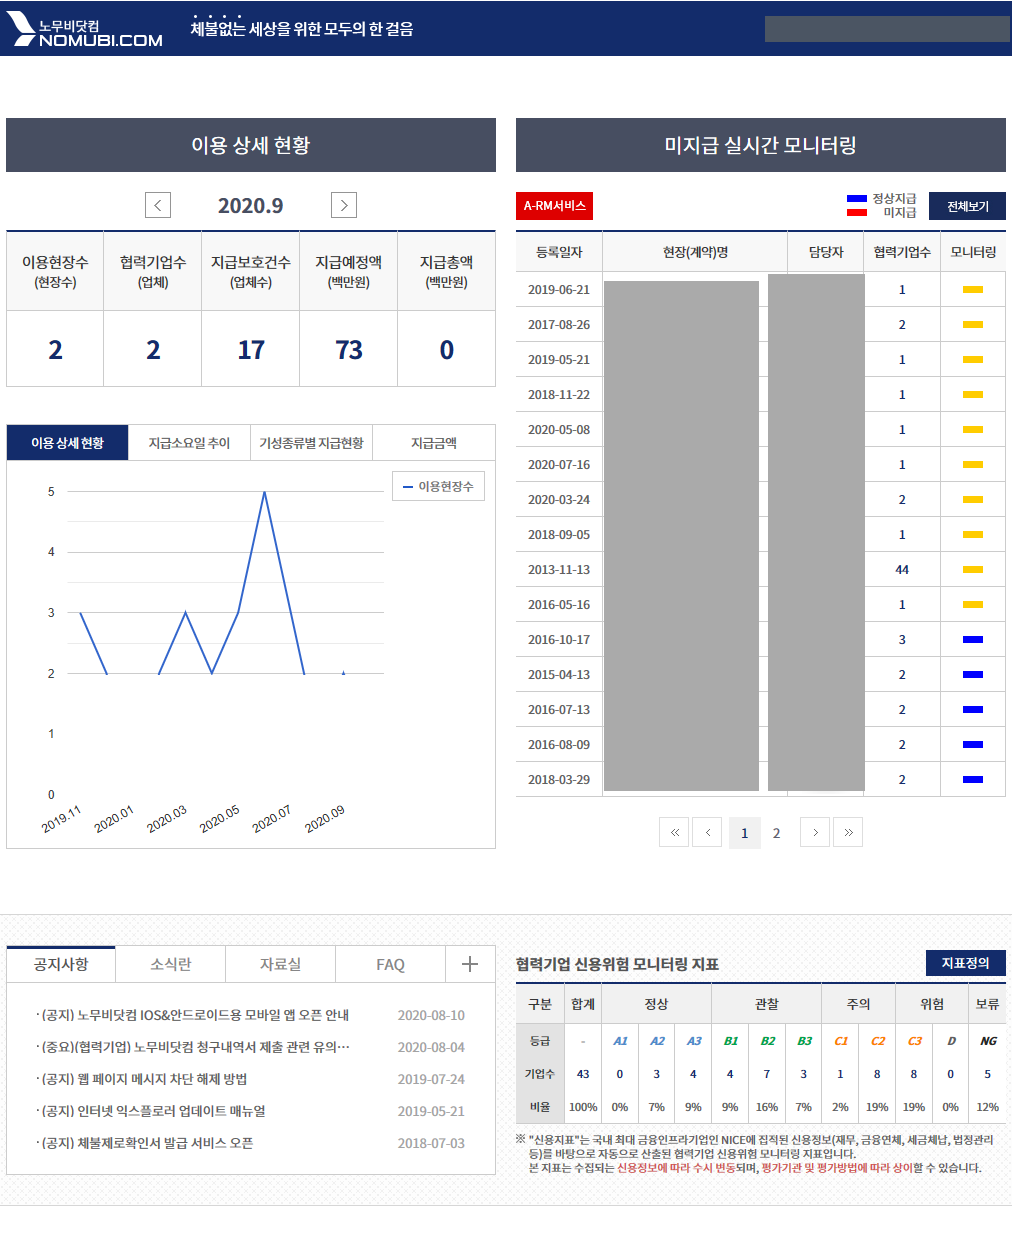 노무비닷컴
NOMUBI.COM
체불없는 세상을 위한 모두의 한 걸음
이용 상세 현황
2020.9
이용현장수 협력기업수 지급보호건수 지급예정액 지급총액
(현장수) (업체) (업체수) (백만원) (백만원)
2 2 17 73 0
이용 상세 현황 지급소요일 추이 기성종류별 지급현황 지급금액
이용현장수
5
4
3
2
1
0
2019.11 2020.01 2020.03 2020.05 2020.07 2020.09
미지급 실시간 모니터링
A-RM서비스
정상지급
미지급
전체보기
등록일자 현장(계약)명 담당자 협력기업수 모니터링
2019-06-21 1
2017-08-26 2
2019-05-21 1
2018-11-22 1
2020-05-08 1
2020-07-16 1
2020-03-24 2
2018-09-05 1
2013-11-13 44
2016-05-16 1
2016-10-17 3
2015-04-13 2
2016-07-13 2
2016-08-09 2
2018-03-29 2
« ‹ 1 2 › »
공지사항 소식란 자료실 FAQ +
· (공지) 노무비닷컴 IOS&안드로이드용 모바일 앱 오픈 안내 2020-08-10
· (중요)(협력기업) 노무비닷컴 청구내역서 제출 관련 유의⋯ 2020-08-04
· (공지) 웹 페이지 메시지 차단 해제 방법 2019-07-24
· (공지) 인터넷 익스플로러 업데이트 매뉴얼 2019-05-21
· (공지) 체불제로확인서 발급 서비스 오픈 2018-07-03
협력기업 신용위험 모니터링 지표
지표정의
구분 합계 정상 관찰 주의 위험 보류
등급 - A1 A2 A3 B1 B2 B3 C1 C2 C3 D NG
기업수 43 0 3 4 4 7 3 1 8 8 0 5
비율 100% 0% 7% 9% 9% 16% 7% 2% 19% 19% 0% 12%
※ "신용지표"는 국내 최대 금융인프라기업인 NICE에 집적된 신용정보(재무, 금융연체, 세금체납, 법정관리
등)를 바탕으로 자동으로 산출된 협력기업 신용위험 모니터링 지표입니다.
본 지표는 수집되는 신용정보에 따라 수시 변동되며, 평가기관 및 평가방법에 따라 상이할 수 있습니다.